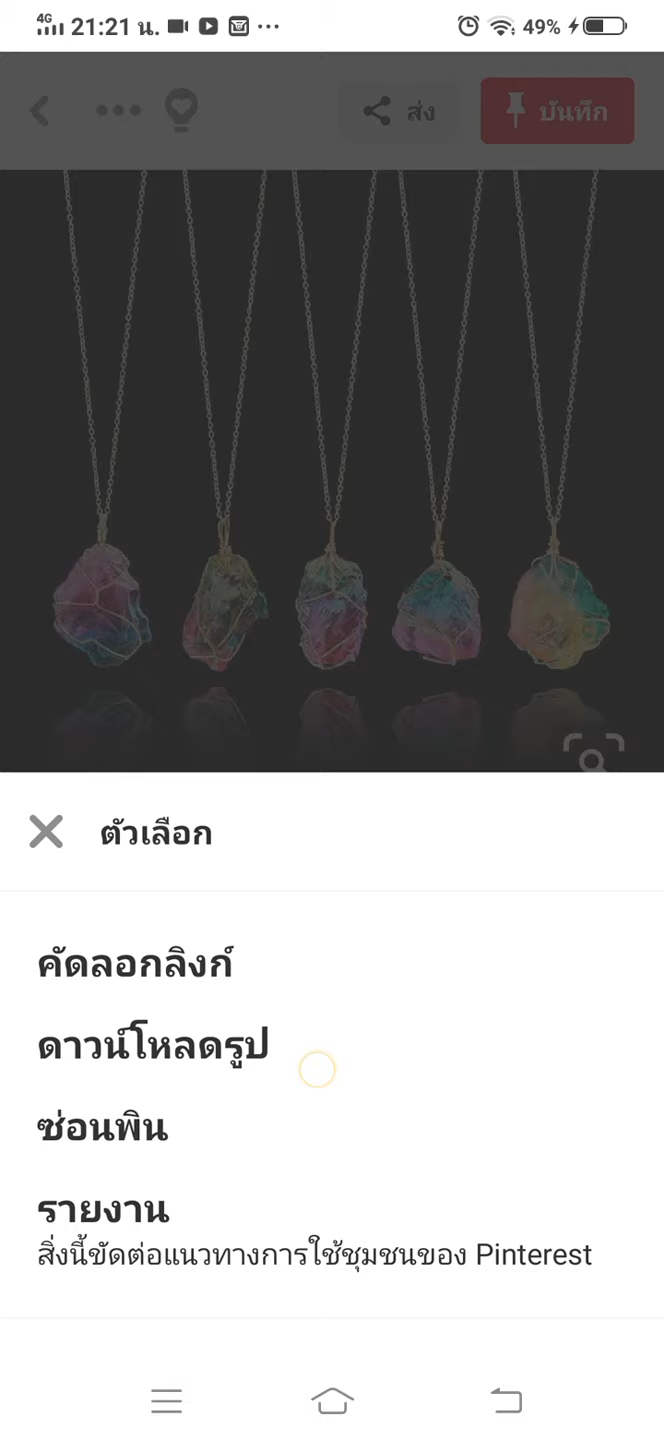 4G 21:21 น. 49%
ส่ง บันทึก
ตัวเลือก
คัดลอกลิงก์
ดาวน์โหลดรูป
ซ่อนพิน
รายงาน
สิ่งนี้ขัดต่อแนวทางการใช้ชุมชนของ Pinterest